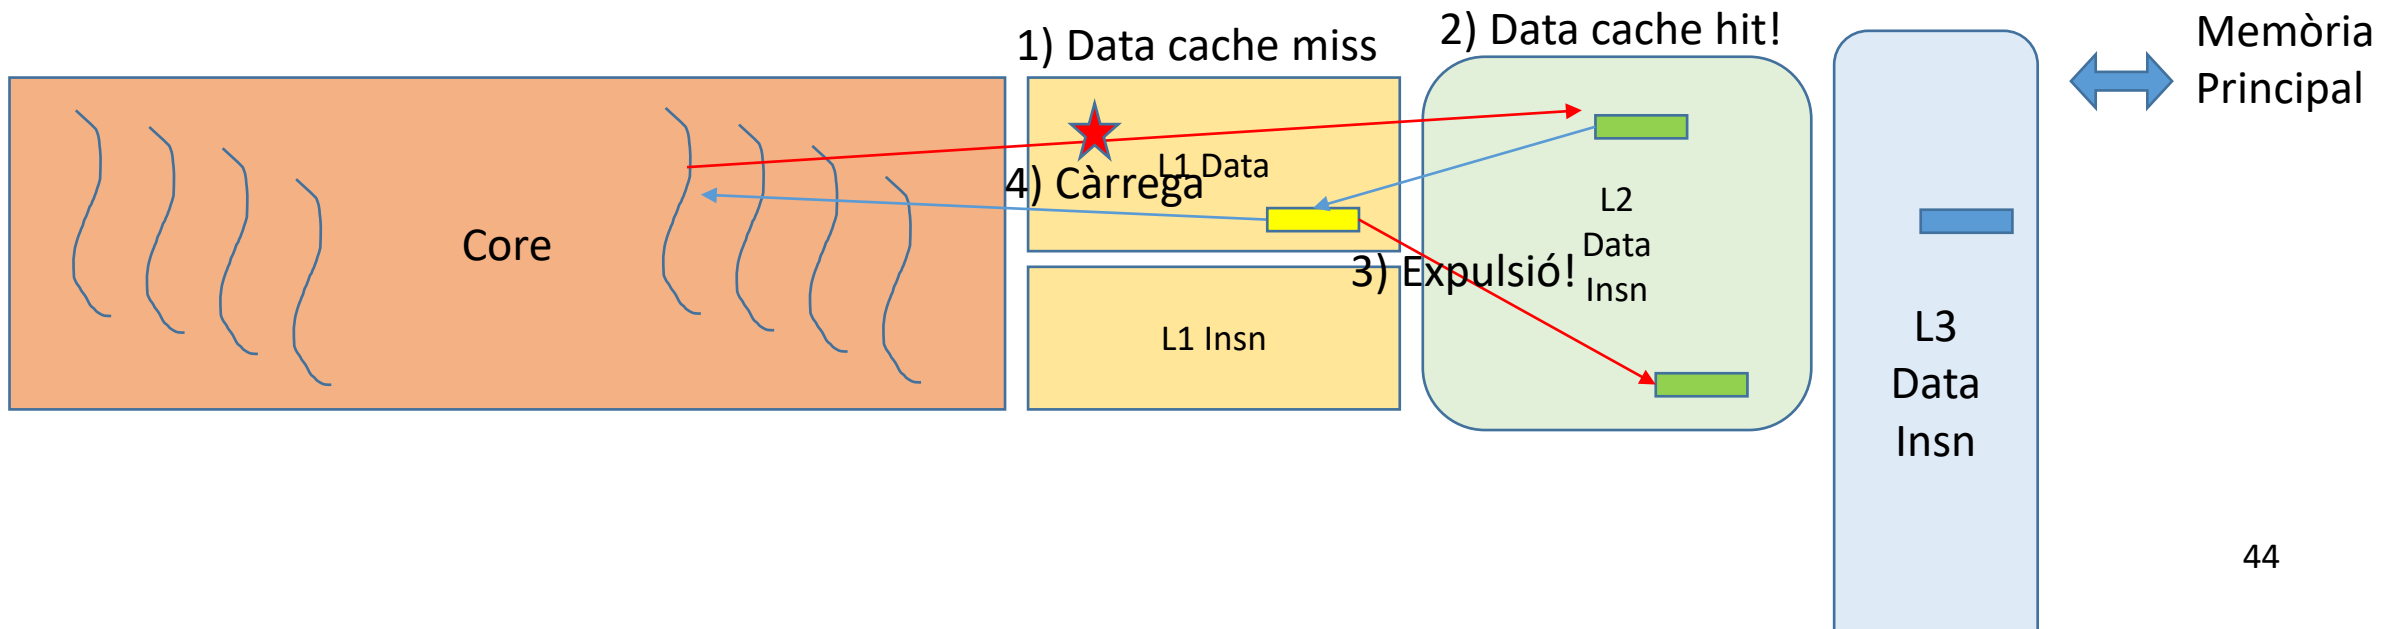 1) Data cache miss
2) Data cache hit!
Memòria
Principal
L1 Data
4) Càrrega
L2
Data
Insn
Core
3) Expulsió!
L1 Insn
L3
Data
Insn
44